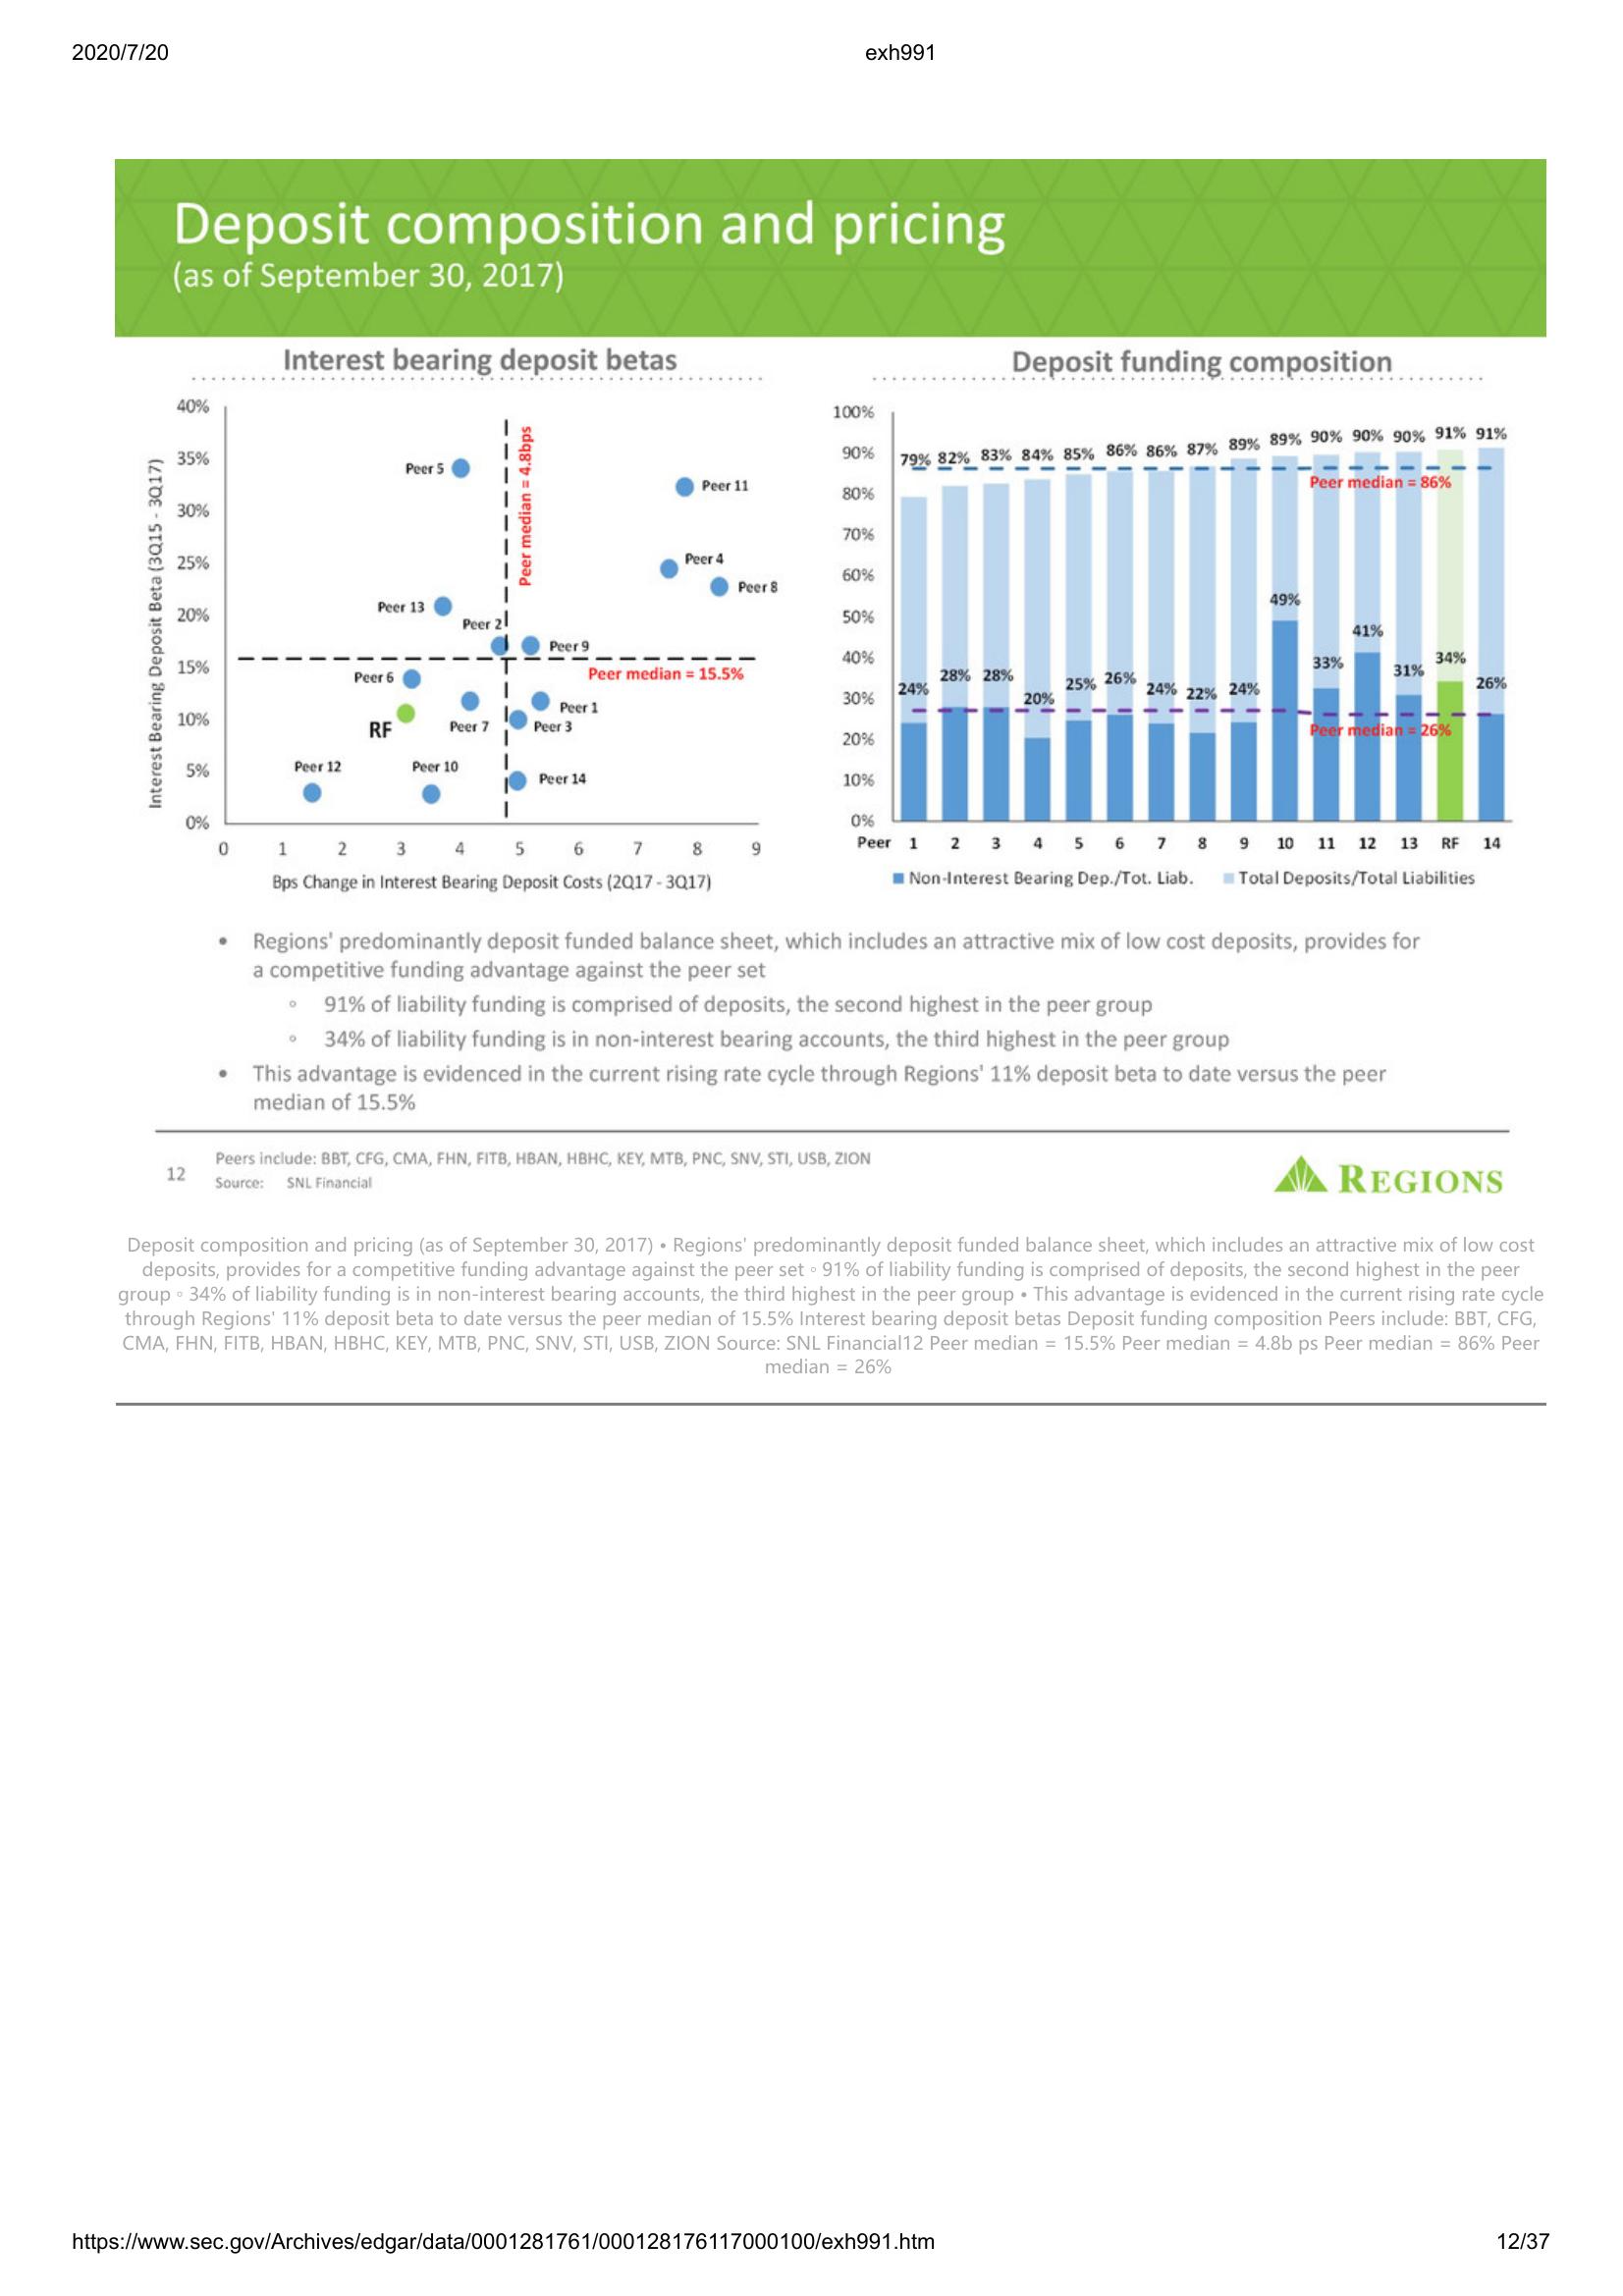 2020/7/20
exh991
Deposit composition and pricing
(as of September 30, 2017)
Interest bearing deposit betas
Interest Bearing Deposit Beta (3Q15 - 3Q17)
40%
35%
30%
25%
20%
15%
10%
5%
0%
Peer 5
Peer median = 4.8bps
Peer 11
Peer 4
Peer 8
Peer 13
Peer 2
Peer 9
Peer median = 15.5%
Peer 6
RF
Peer 7
Peer 1
Peer 3
Peer 12
Peer 10
Peer 14
0 1 2 3 4 5 6 7 8 9
Bps Change in Interest Bearing Deposit Costs (2Q17 - 3Q17)
Deposit funding composition
100%
90%
80%
70%
60%
50%
40%
30%
20%
10%
0%
79% 82% 83% 84% 85% 86% 86% 87% 89% 89% 90% 90% 90% 91% 91%
Peer median = 86%
24% 28% 28% 20% 25% 26% 24% 22% 24% 49% 33% 41% 31% 34% 26%
Peer median = 26%
Peer 1 2 3 4 5 6 7 8 9 10 11 12 13 RF 14
Non-Interest Bearing Dep./Tot. Liab. Total Deposits/Total Liabilities
• Regions' predominantly deposit funded balance sheet, which includes an attractive mix of low cost deposits, provides for
a competitive funding advantage against the peer set
◦ 91% of liability funding is comprised of deposits, the second highest in the peer group
◦ 34% of liability funding is in non-interest bearing accounts, the third highest in the peer group
• This advantage is evidenced in the current rising rate cycle through Regions' 11% deposit beta to date versus the peer
median of 15.5%
12
Peers include: BBT, CFG, CMA, FHN, FITB, HBAN, HBHC, KEY, MTB, PNC, SNV, STI, USB, ZION
Source: SNL Financial
REGIONS
Deposit composition and pricing (as of September 30, 2017) • Regions' predominantly deposit funded balance sheet, which includes an attractive mix of low cost
deposits, provides for a competitive funding advantage against the peer set ◦ 91% of liability funding is comprised of deposits, the second highest in the peer
group ◦ 34% of liability funding is in non-interest bearing accounts, the third highest in the peer group • This advantage is evidenced in the current rising rate cycle
through Regions' 11% deposit beta to date versus the peer median of 15.5% Interest bearing deposit betas Deposit funding composition Peers include: BBT, CFG,
CMA, FHN, FITB, HBAN, HBHC, KEY, MTB, PNC, SNV, STI, USB, ZION Source: SNL Financial12 Peer median = 15.5% Peer median = 4.8b ps Peer median = 86% Peer
median = 26%
https://www.sec.gov/Archives/edgar/data/0001281761/000128176117000100/exh991.htm
12/37